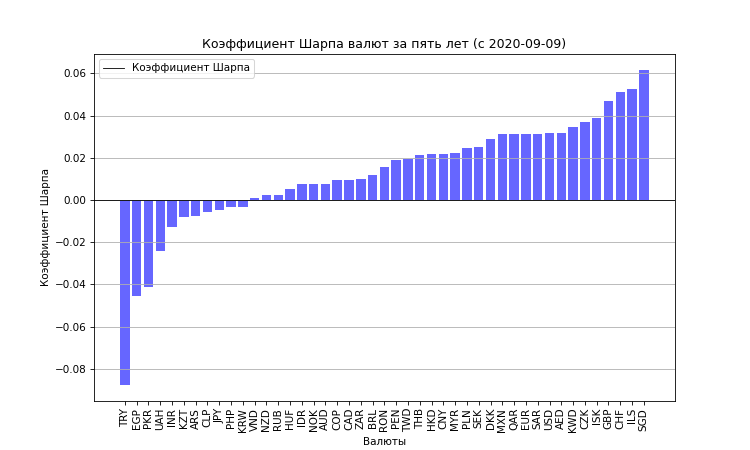 Коэффициент Шарпа валют за пять лет (с 2020-09-09)
Коэффициент Шарпа
0.06
0.04
0.02
0.00
−0.02
−0.04
−0.06
−0.08
Коэффициент Шарпа
TRY
EGP
PKR
UAH
INR
KZT
ARS
CLP
JPY
PHP
KRW
VND
NZD
RUB
HUF
IDR
NOK
AUD
COP
CAD
ZAR
BRL
RON
PEN
TWD
THB
HKD
CNY
MYR
PLN
SEK
DKK
MXN
QAR
EUR
SAR
USD
AED
KWD
CZK
ISK
GBP
CHF
ILS
SGD
Валюты